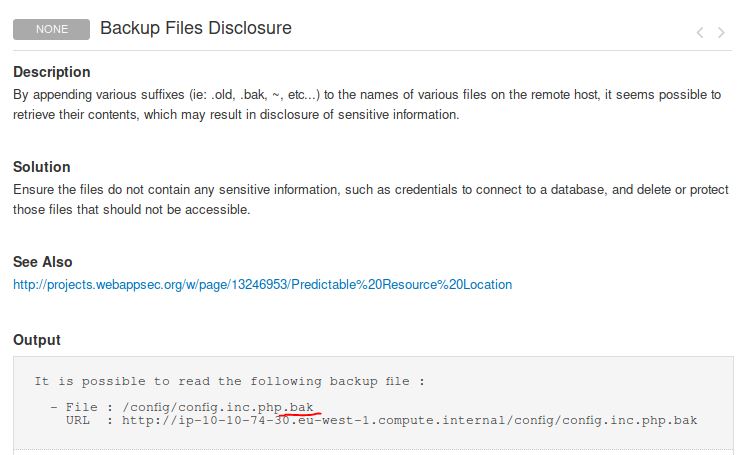 NONE Backup Files Disclosure
Description
By appending various suffixes (ie: .old, .bak, ~, etc...) to the names of various files on the remote host, it seems possible to
retrieve their contents, which may result in disclosure of sensitive information.
Solution
Ensure the files do not contain any sensitive information, such as credentials to connect to a database, and delete or protect
those files that should not be accessible.
See Also
http://projects.webappsec.org/w/page/13246953/Predictable%20Resource%20Location
Output
It is possible to read the following backup file :
- File : /config/config.inc.php.bak
URL : http://ip-10-10-74-30.eu-west-1.compute.internal/config/config.inc.php.bak